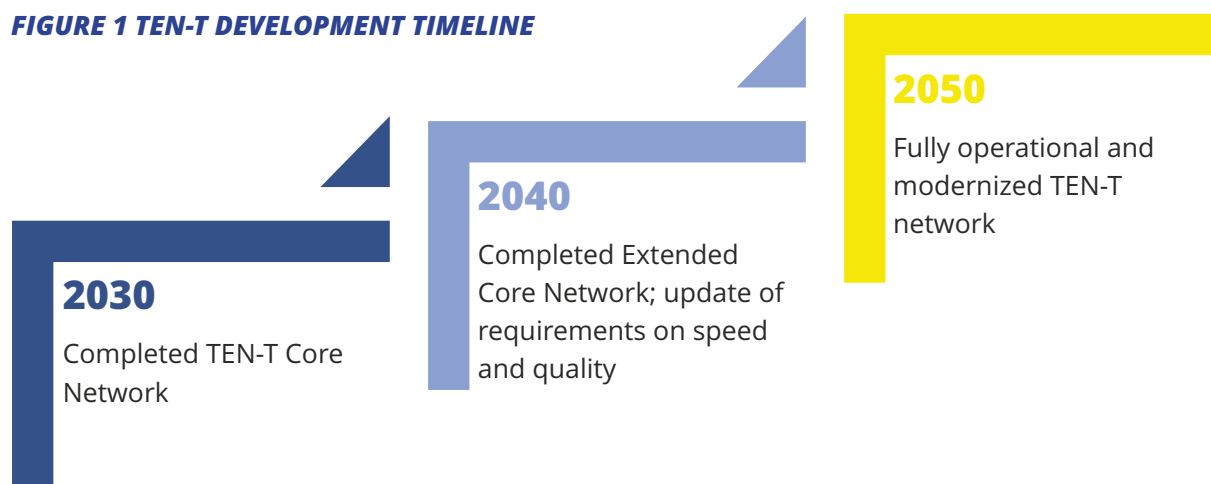 FIGURE 1 TEN-T DEVELOPMENT TIMELINE
2030
Completed TEN-T Core
Network
2040
Completed Extended
Core Network; update of
requirements on speed
and quality
2050
Fully operational and
modernized TEN-T
network